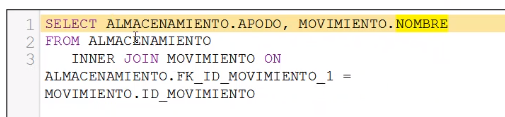 1 SELECT ALMACENAMIENTO.APODO, MOVIMIENTO.NOMBRE
2 FROM ALMACENAMIENTO
3 INNER JOIN MOVIMIENTO ON
ALMACENAMIENTO.FK_ID_MOVIMIENTO_1 =
MOVIMIENTO.ID_MOVIMIENTO